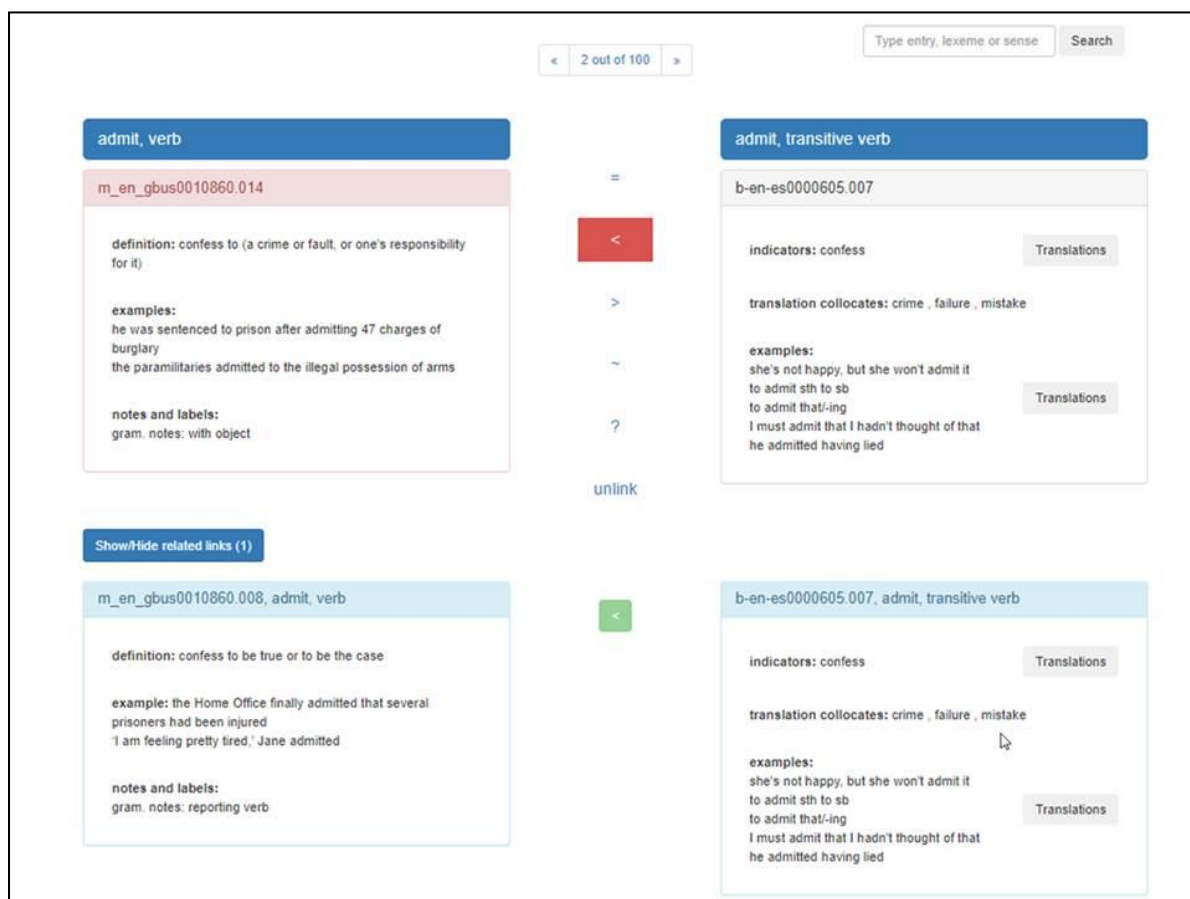 Type entry, lexeme or sense Search
« 2 out of 100 »
admit, verb
m_en_gbus0010860.014
definition: confess to (a crime or fault, or one's responsibility
for it)
examples:
he was sentenced to prison after admitting 47 charges of
burglary
the paramilitaries admitted to the illegal possession of arms
notes and labels:
gram. notes: with object
=
<
>
~
?
unlink
admit, transitive verb
b-en-es0000605.007
indicators: confess
Translations
translation collocates: crime , failure , mistake
examples:
she's not happy, but she won't admit it
to admit sth to sb
to admit that/-ing
I must admit that I hadn't thought of that
he admitted having lied
Translations
Show/Hide related links (1)
m_en_gbus0010860.008, admit, verb
definition: confess to be true or to be the case
example: the Home Office finally admitted that several
prisoners had been injured
'I am feeling pretty tired,' Jane admitted
notes and labels:
gram. notes: reporting verb
<
b-en-es0000605.007, admit, transitive verb
indicators: confess
Translations
translation collocates: crime , failure , mistake
examples:
she's not happy, but she won't admit it
to admit sth to sb
to admit that/-ing
I must admit that I hadn't thought of that
he admitted having lied
Translations